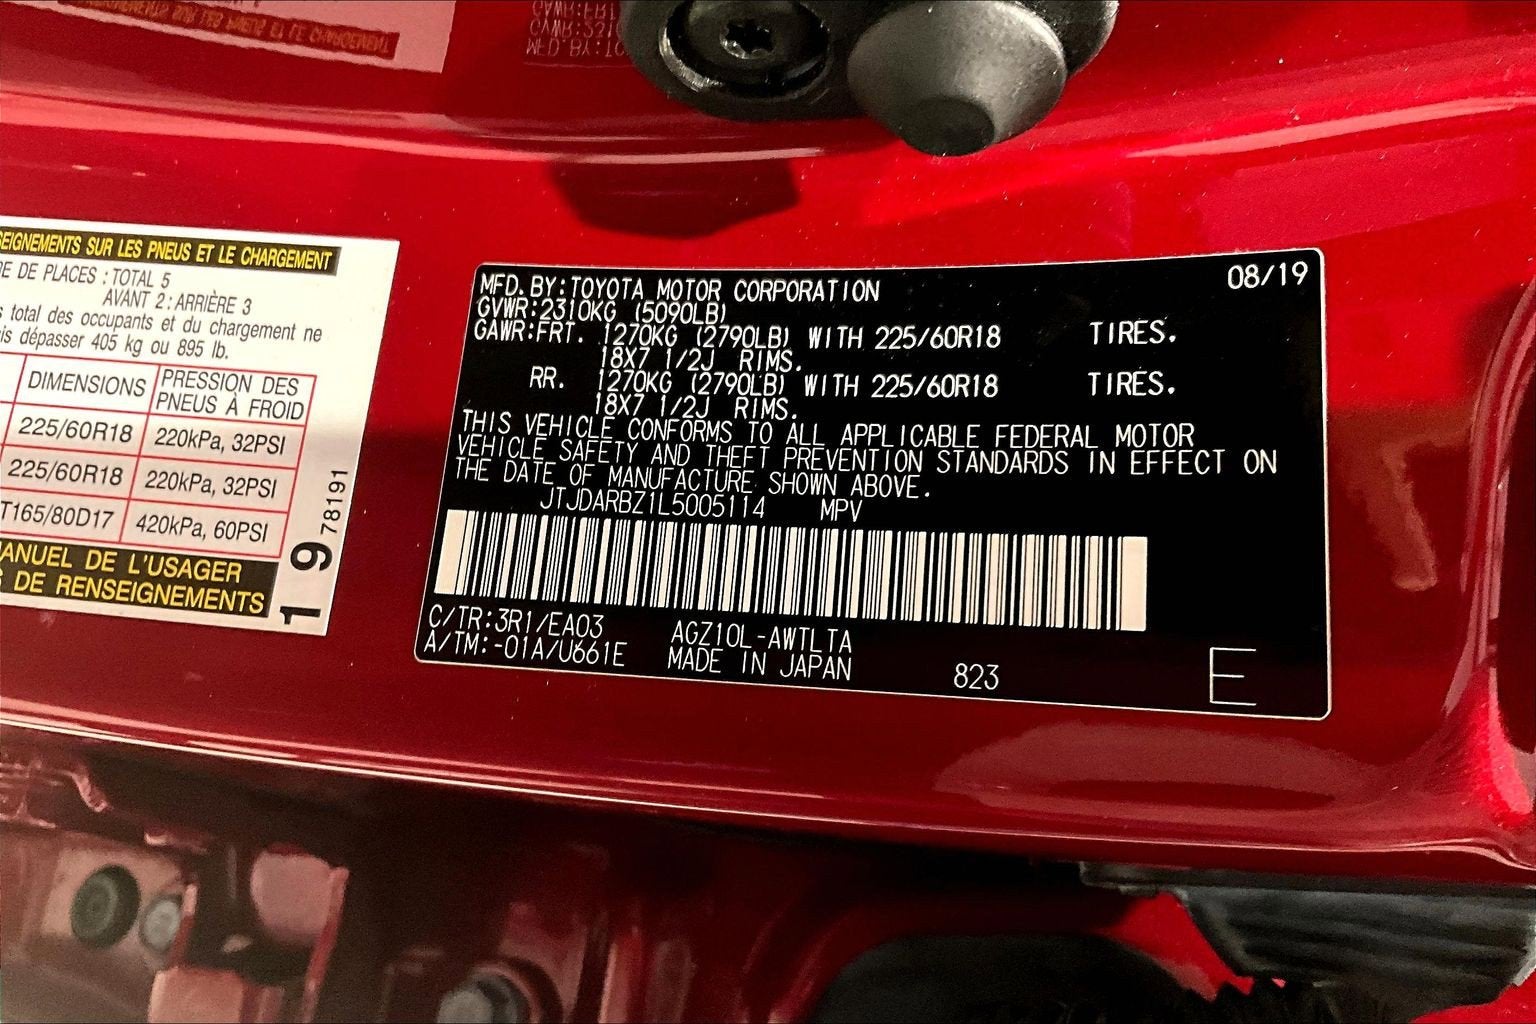 SEIGNEMENTS SUR LES PNEUS ET LE CHARGEMENT
RE DE PLACES : TOTAL 5
AVANT 2 : ARRIÈRE 3
s total des occupants et du chargement ne
is dépasser 405 kg ou 895 lb.
DIMENSIONS PRESSION DES
PNEUS À FROID
225/60R18 220kPa, 32PSI
225/60R18 220kPa, 32PSI
T165/80D17 420kPa, 60PSI
ANUEL DE L'USAGER
S DE RENSEIGNEMENTS
19
78191
MFD. BY: TOYOTA MOTOR CORPORATION 08/19
GVWR: 2310KG (5090LB)
GAWR: FRT. 1270KG (2790LB) WITH 225/60R18 TIRES.
18X7 1/2J RIMS.
RR. 1270KG (2790LB) WITH 225/60R18 TIRES.
18X7 1/2J RIMS.
THIS VEHICLE CONFORMS TO ALL APPLICABLE FEDERAL MOTOR
VEHICLE SAFETY AND THEFT PREVENTION STANDARDS IN EFFECT ON
THE DATE OF MANUFACTURE SHOWN ABOVE.
JTJDARBZ1L5005114 MPV
C/TR: 3R1/EA03 AGZ10L-AWTLTA
A/TM: -01A/U661E MADE IN JAPAN 823 E